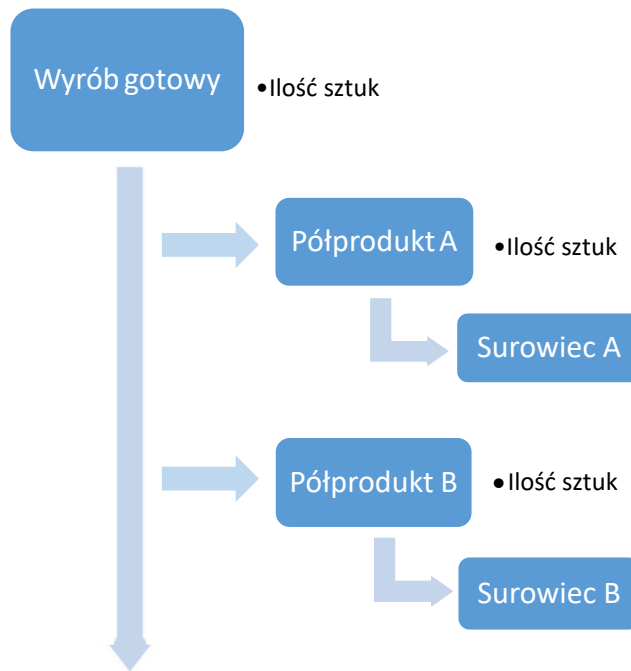 Wyrób gotowy
•Ilość sztuk
Półprodukt A
•Ilość sztuk
Surowiec A
Półprodukt B
•Ilość sztuk
Surowiec B